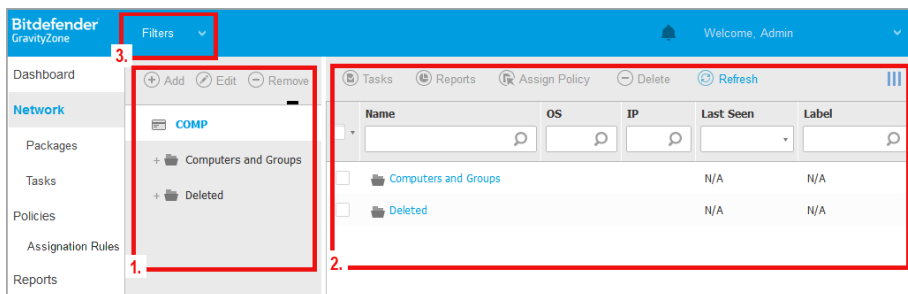 Bitdefender
GravityZone
Filters
Welcome, Admin
3.
Dashboard
Network
Packages
Tasks
Policies
Assignation Rules
Reports
Add Edit Remove
COMP
Computers and Groups
Deleted
1.
Tasks Reports Assign Policy Delete Refresh
Name OS IP Last Seen Label
Computers and Groups N/A N/A
Deleted N/A N/A
2.